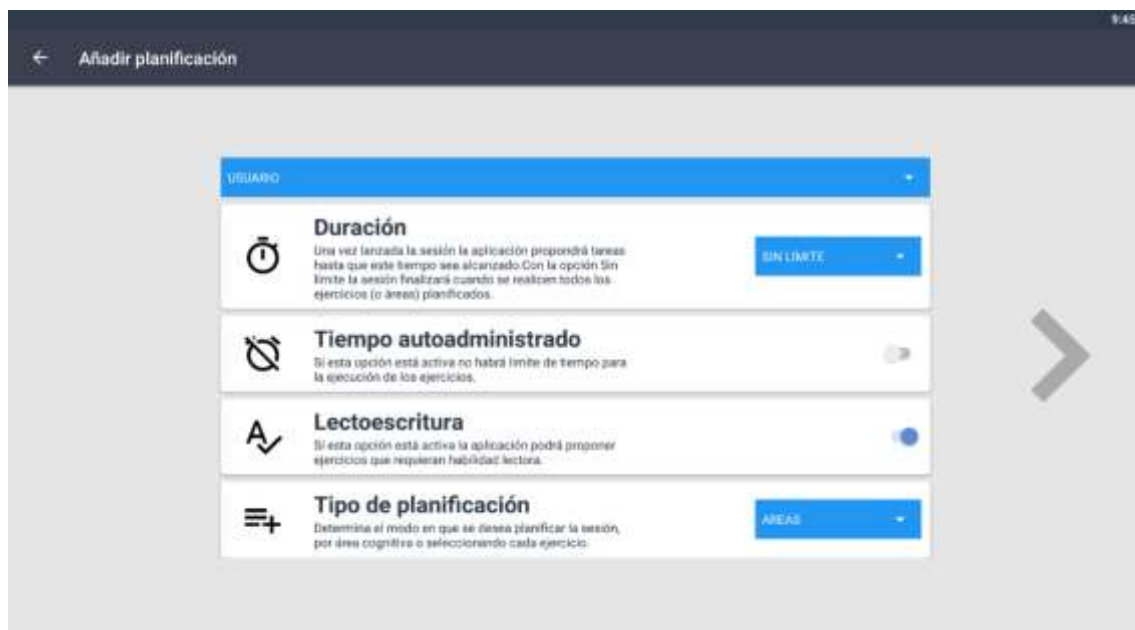 9:45
Añadir planificación
USUARIO
Duración
Una vez lanzada la sesión la aplicación propondrá tareas
hasta que este tiempo sea alcanzado.Con la opción Sin
límite la sesión finalizará cuando se realicen todos los
ejercicios (o áreas) planificados.
SIN LÍMITE
Tiempo autoadministrado
Si esta opción está activa no habrá límite de tiempo para
la ejecución de los ejercicios.
Lectoescritura
Si esta opción está activa la aplicación podrá proponer
ejercicios que requieran habilidad lectora.
Tipo de planificación
Determina el modo en que se desea planificar la sesión,
por área cognitiva o seleccionando cada ejercicio.
AREAS